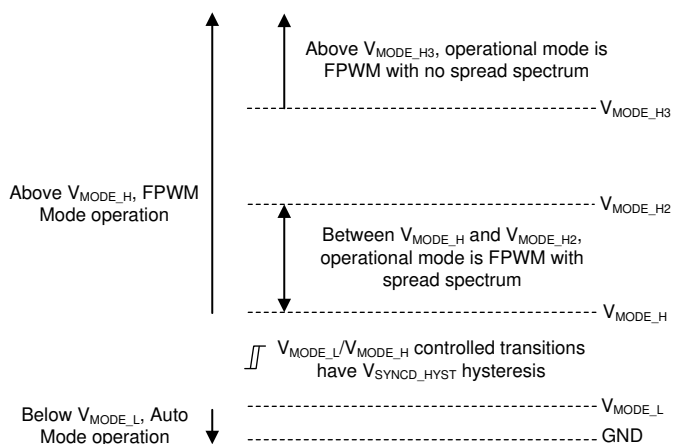 Above V_MODE_H3, operational mode is
FPWM with no spread spectrum
V_MODE_H3
Above V_MODE_H, FPWM
Mode operation
V_MODE_H2
Between V_MODE_H and V_MODE_H2,
operational mode is FPWM with
spread spectrum
V_MODE_H
V_MODE_L/V_MODE_H controlled transitions
have V_SYNCD_HYST hysteresis
V_MODE_L
Below V_MODE_L, Auto
Mode operation
GND